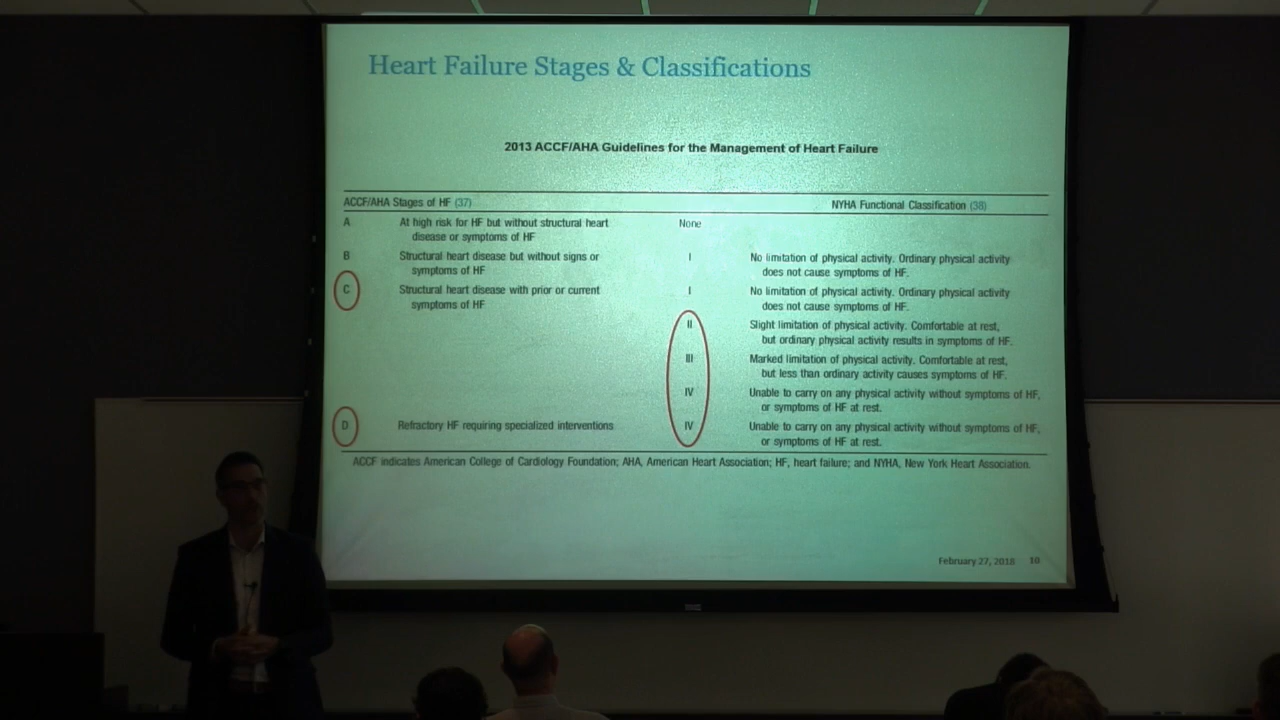 Heart Failure Stages & Classifications
2013 ACCF/AHA Guidelines for the Management of Heart Failure
ACCF/AHA Stages of HF (37) NYHA Functional Classification (38)
A At high risk for HF but without structural heart None
disease or symptoms of HF
B Structural heart disease but without signs or I No limitation of physical activity. Ordinary physical activity
symptoms of HF does not cause symptoms of HF.
C Structural heart disease with prior or current I No limitation of physical activity. Ordinary physical activity
symptoms of HF does not cause symptoms of HF.
II Slight limitation of physical activity. Comfortable at rest,
but ordinary physical activity results in symptoms of HF.
III Marked limitation of physical activity. Comfortable at rest,
but less than ordinary activity causes symptoms of HF.
IV Unable to carry on any physical activity without symptoms of HF,
or symptoms of HF at rest.
D Refractory HF requiring specialized interventions IV Unable to carry on any physical activity without symptoms of HF,
or symptoms of HF at rest.
ACCF indicates American College of Cardiology Foundation; AHA, American Heart Association; HF, heart failure; and NYHA, New York Heart Association.
February 27, 2018 10